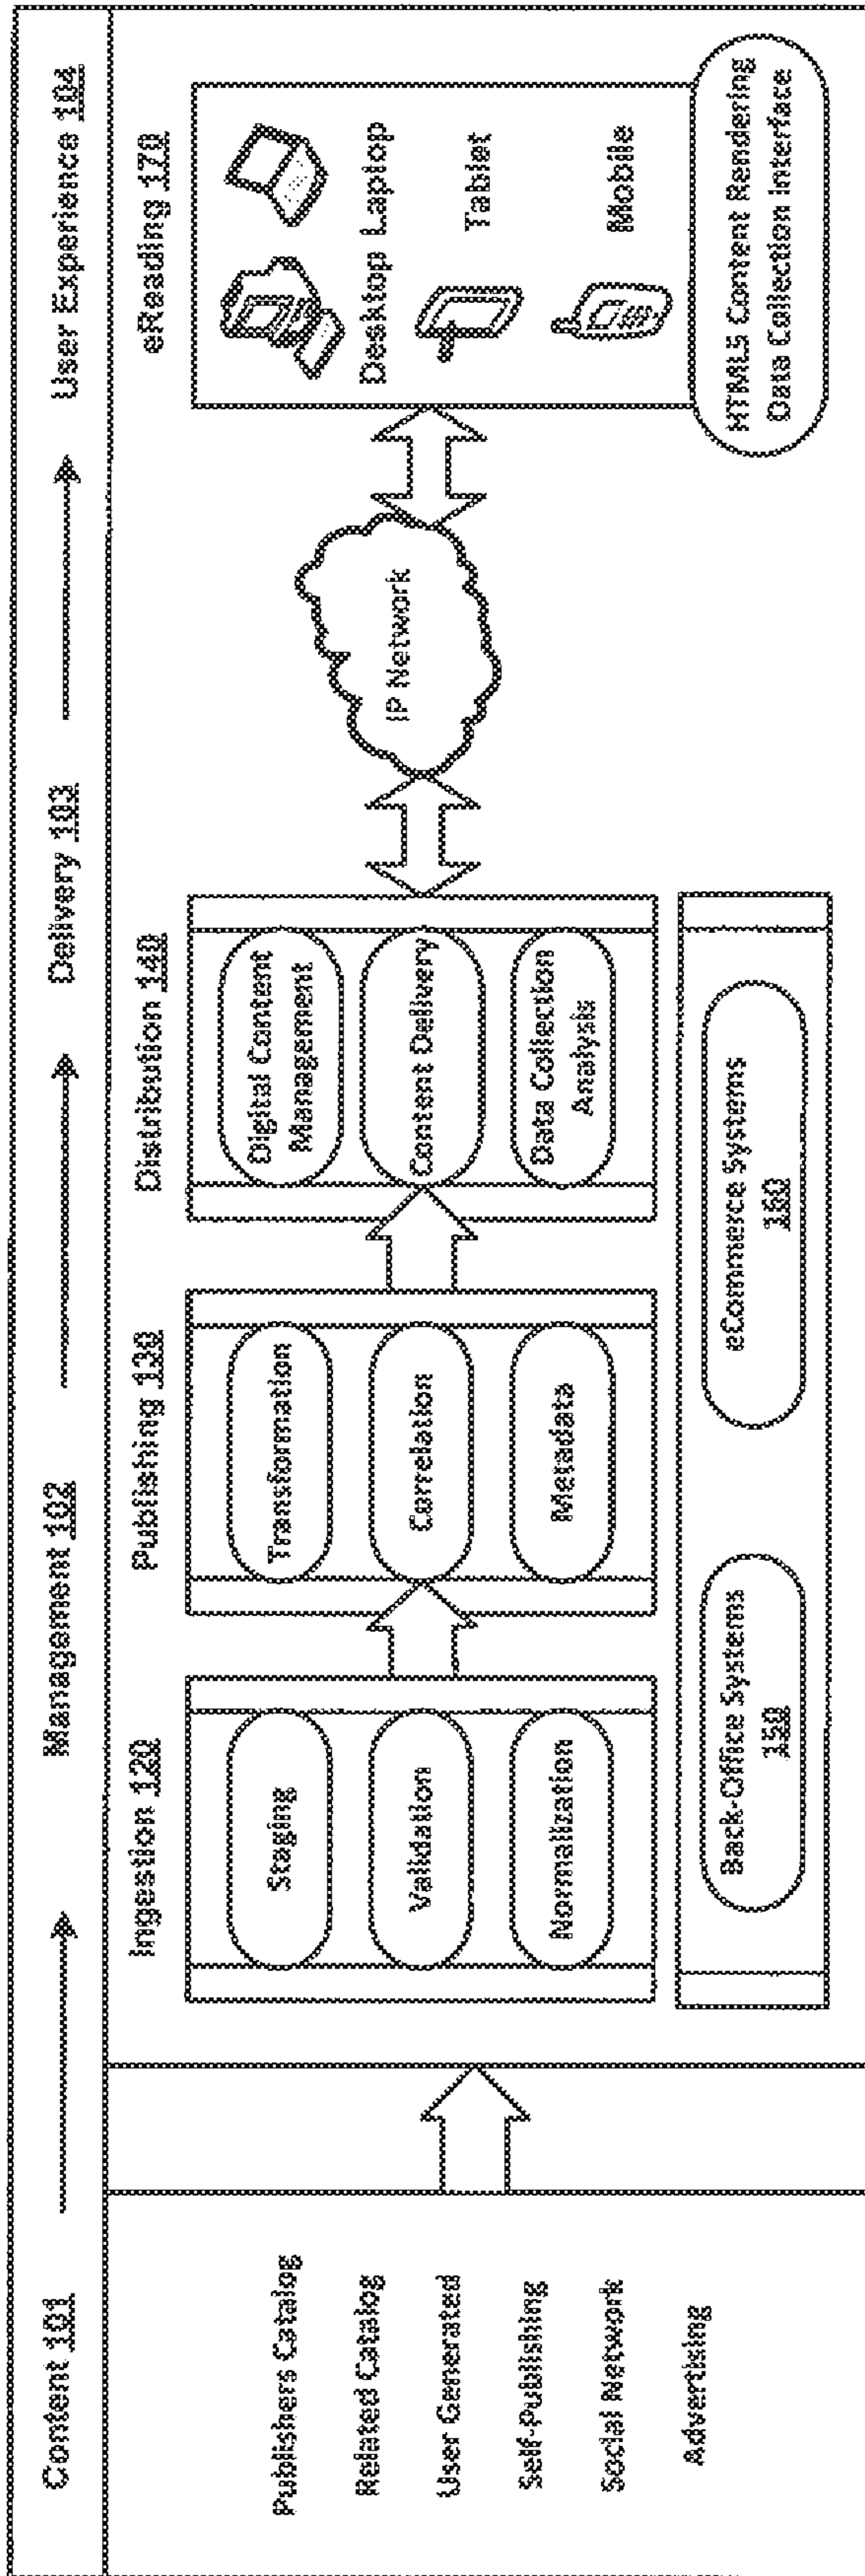 Content 101
Management 102
Delivery 103
User Experience 104
Publishers Catalog
Related Catalog
User Generated
Self-Publishing
Social Network
Advertising
Ingestion 120
Staging
Validation
Normalization
Publishing 130
Transformation
Correlation
Metadata
Distribution 140
Digital Content
Management
Content Delivery
Data Collection
Analysis
Back-Office Systems
150
eCommerce Systems
160
IP Network
eReading 170
Desktop Laptop
Tablet
Mobile
HTML5 Content Rendering
Data Collection Interface